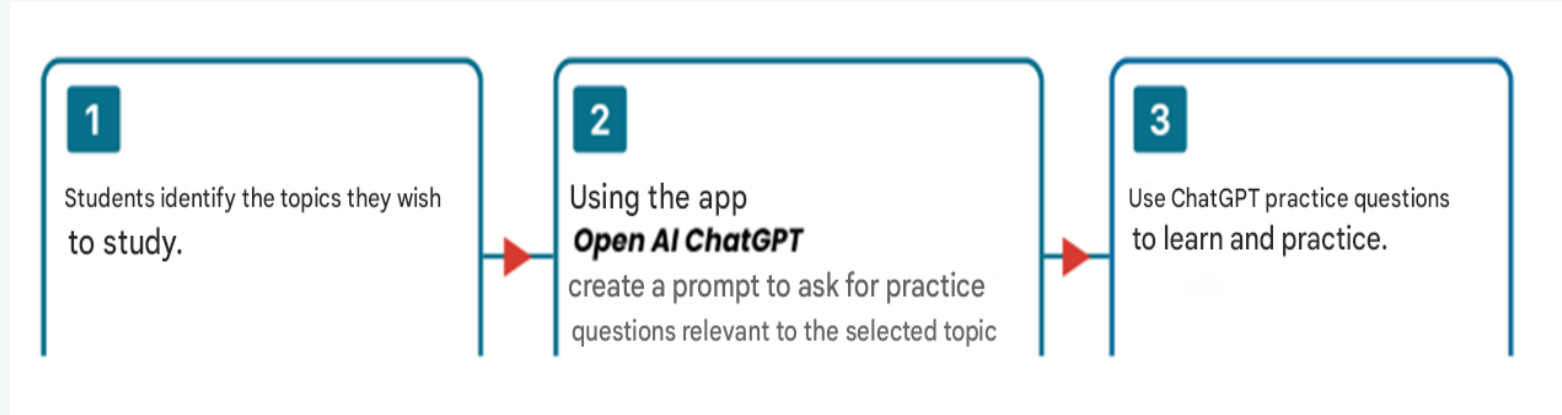 1
Students identify the topics they wish
to study.
2
Using the app
Open AI ChatGPT
create a prompt to ask for practice
questions relevant to the selected topic
3
Use ChatGPT practice questions
to learn and practice.